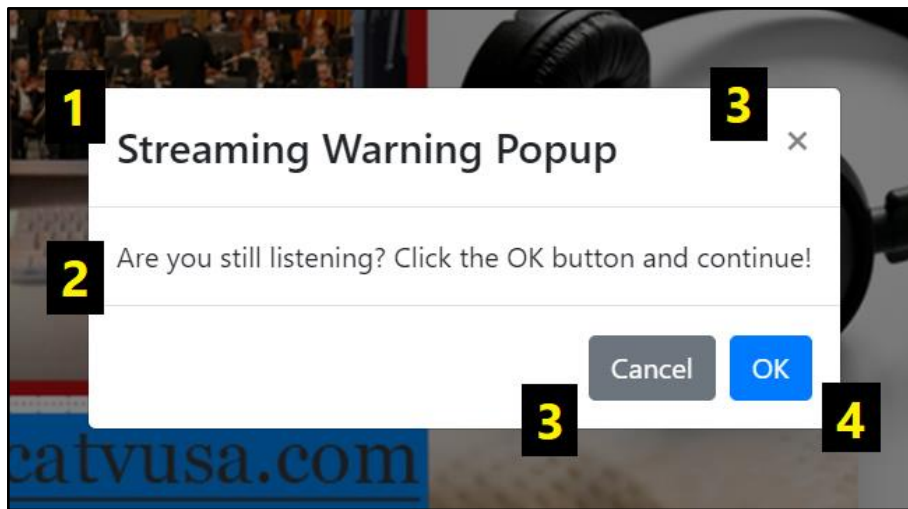 1
3
Streaming Warning Popup
×
2
Are you still listening? Click the OK button and continue!
Cancel
OK
3
4
catvusa.com